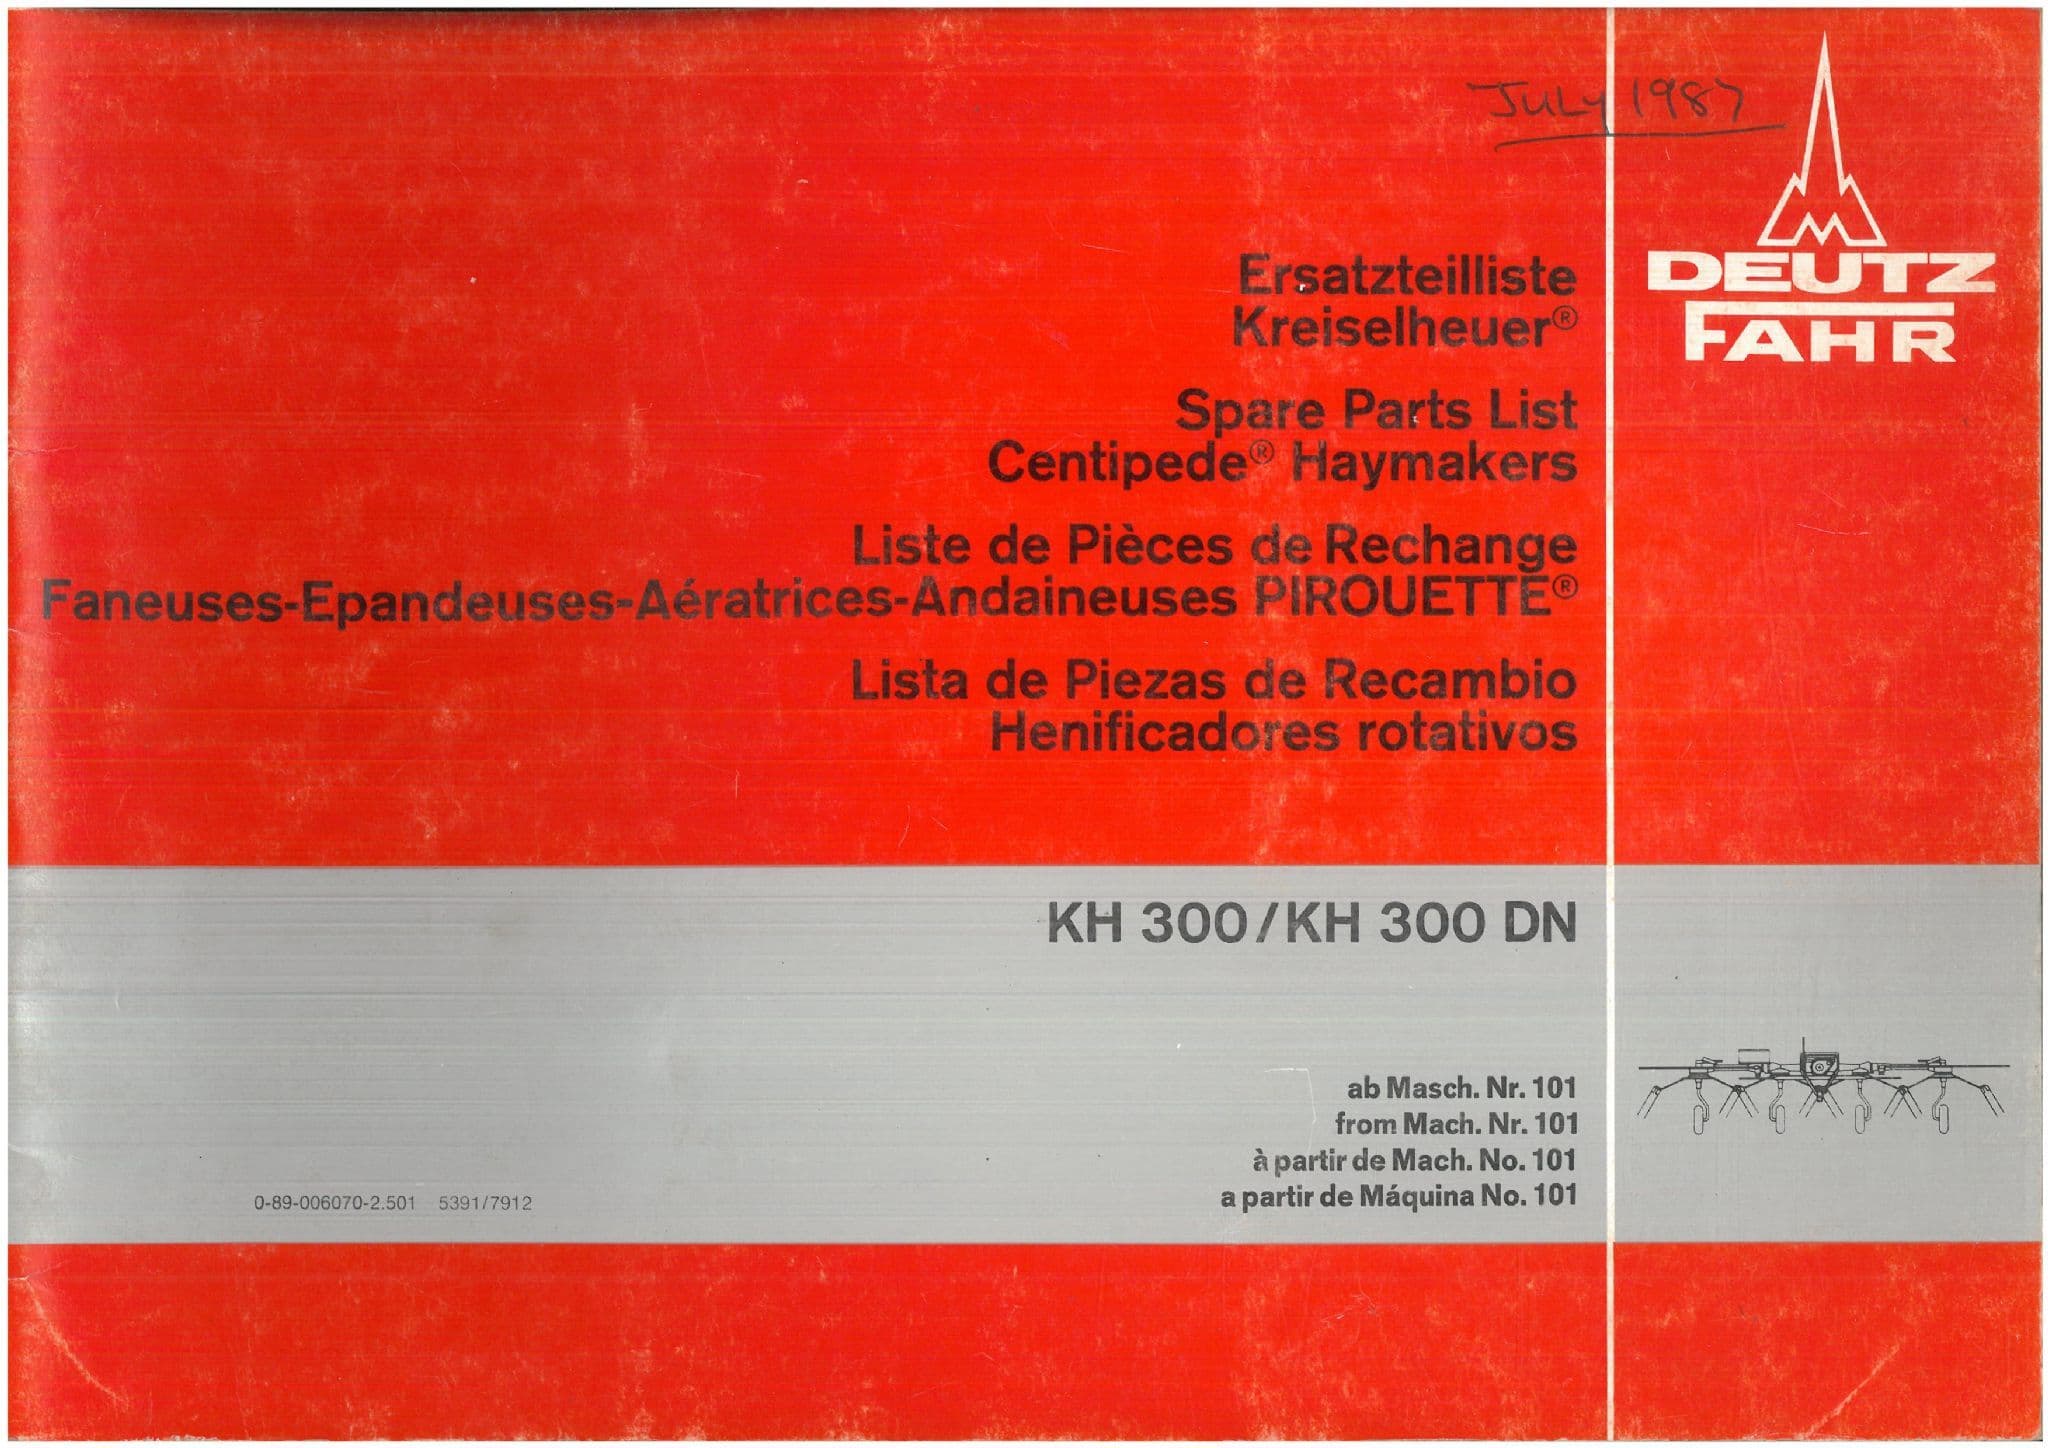 JULY 1987
DEUTZ
FAHR
Ersatzteilliste
Kreiselheuer®
Spare Parts List
Centipede® Haymakers
Liste de Pièces de Rechange
Faneuses-Epandeuses-Aératrices-Andaineuses PIROUETTE®
Lista de Piezas de Recambio
Henificadores rotativos
KH 300/KH 300 DN
ab Masch. Nr. 101
from Mach. Nr. 101
à partir de Mach. No. 101
a partir de Máquina No. 101
0-89-006070-2.501 5391/7912